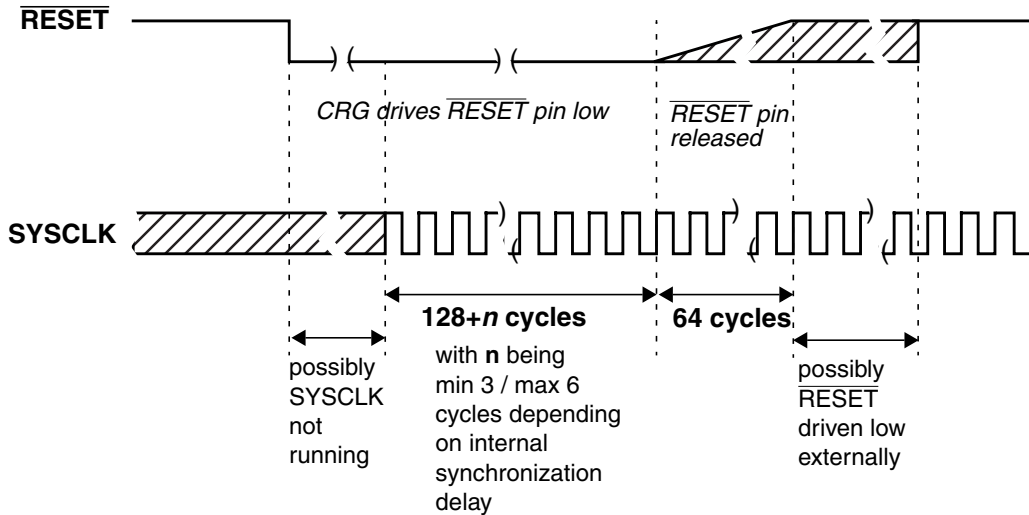 RESET
CRG drives RESET pin low
RESET pin
released
SYSCLK
128+n cycles
64 cycles
with n being
min 3 / max 6
cycles depending
on internal
synchronization
delay
possibly
SYSCLK
not
running
possibly
RESET
driven low
externally